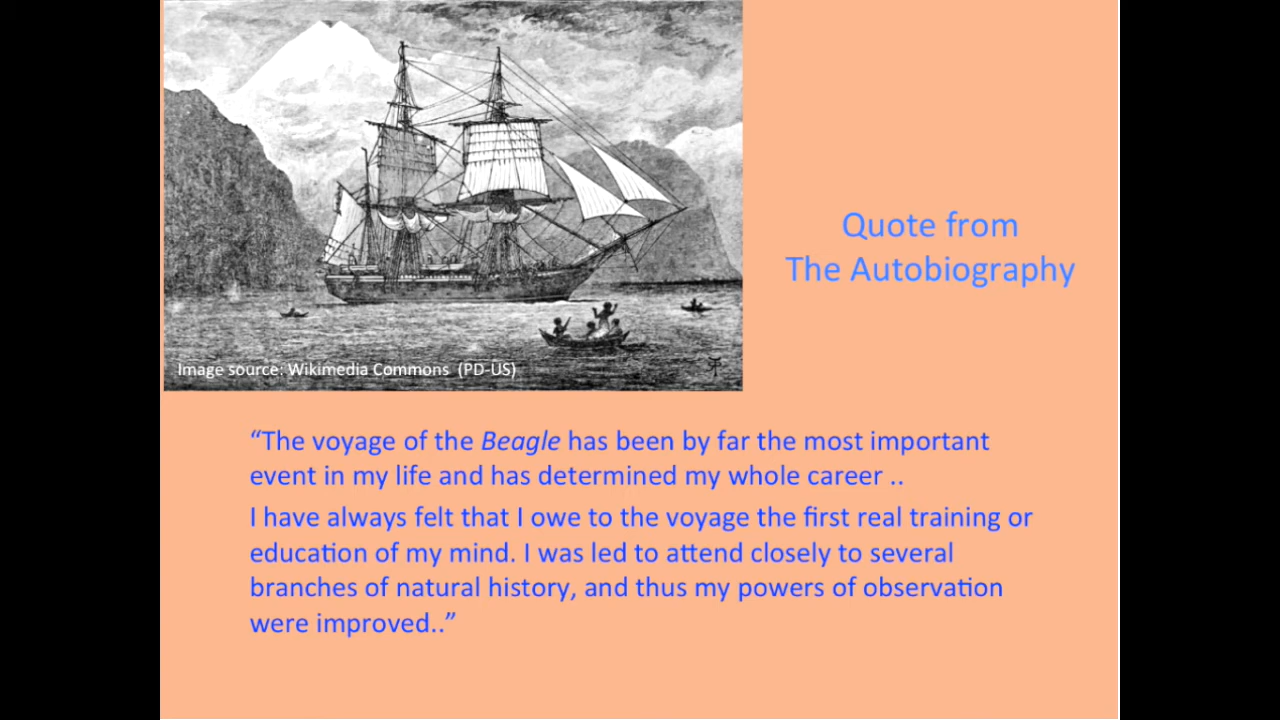 Quote from
The Autobiography
Image source: Wikimedia Commons (PD-US)
“The voyage of the Beagle has been by far the most important
event in my life and has determined my whole career ..
I have always felt that I owe to the voyage the first real training or
education of my mind. I was led to attend closely to several
branches of natural history, and thus my powers of observation
were improved..”